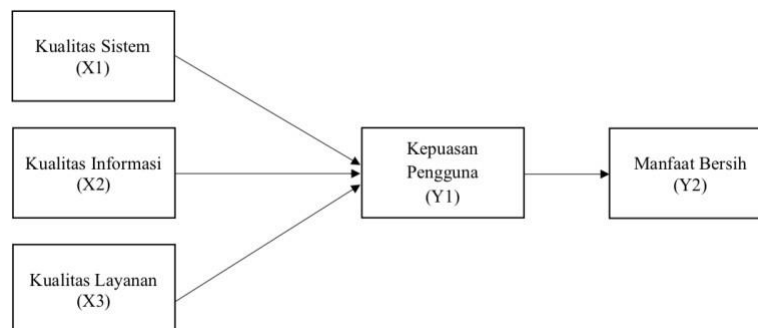 Kualitas Sistem
(X1)
Kualitas Informasi
(X2)
Kualitas Layanan
(X3)
Kepuasan
Pengguna
(Y1)
Manfaat Bersih
(Y2)